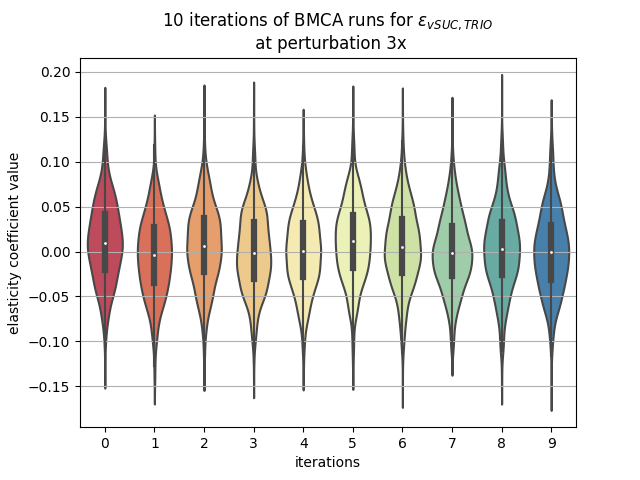 10 iterations of BMCA runs for ε_{vSUC, TRIO}
at perturbation 3x
elasticity coefficient value
0.20
0.15
0.10
0.05
0.00
−0.05
−0.10
−0.15
0 1 2 3 4 5 6 7 8 9
iterations